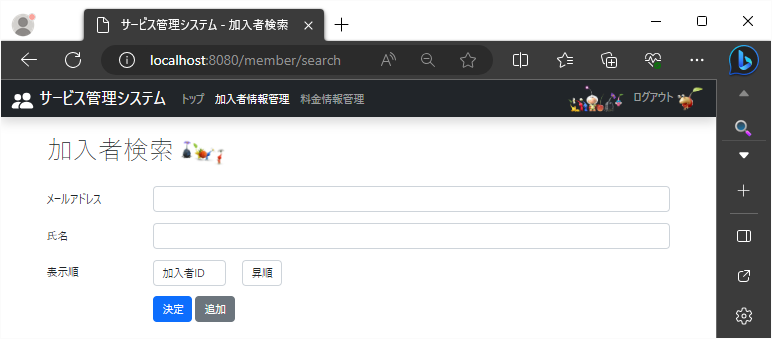 サービス管理システム - 加入者検索
localhost:8080/member/search
サービス管理システム トップ 加入者情報管理 料金情報管理 ログアウト
加入者検索
メールアドレス
氏名
表示順 加入者ID 昇順
決定 追加